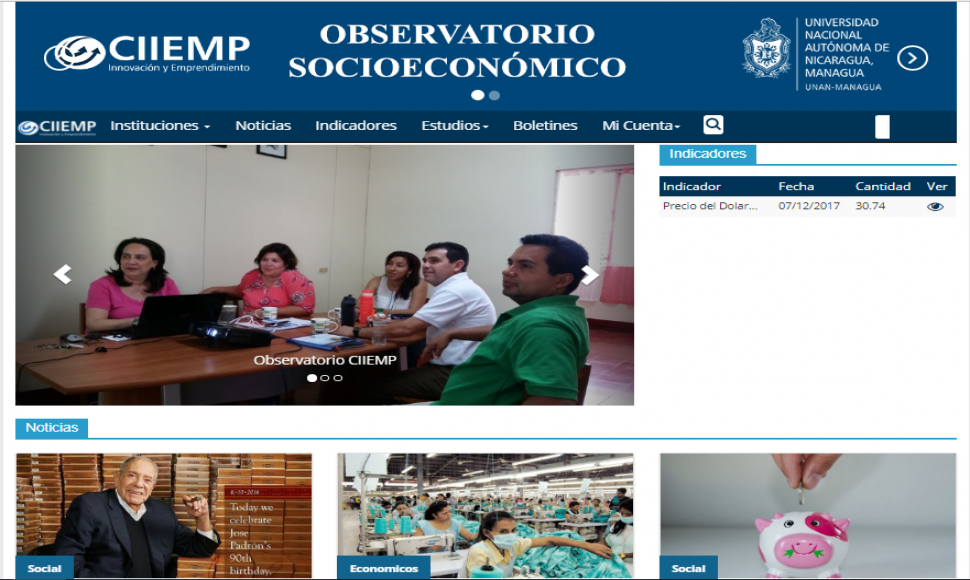 CIIEMP
Innovación y Emprendimiento
OBSERVATORIO
SOCIOECONÓMICO
UNIVERSIDAD
NACIONAL
AUTÓNOMA DE
NICARAGUA,
MANAGUA
UNAN-MANAGUA
CIIEMP Instituciones Noticias Indicadores Estudios Boletines Mi Cuenta
Observatorio CIIEMP
Indicadores
Indicador Fecha Cantidad Ver
Precio del Dolar... 07/12/2017 30.74
Noticias
6-10-2016
Today we
celebrate
Jose
Padron's
90th
birthday.
Social
Economicos
Social